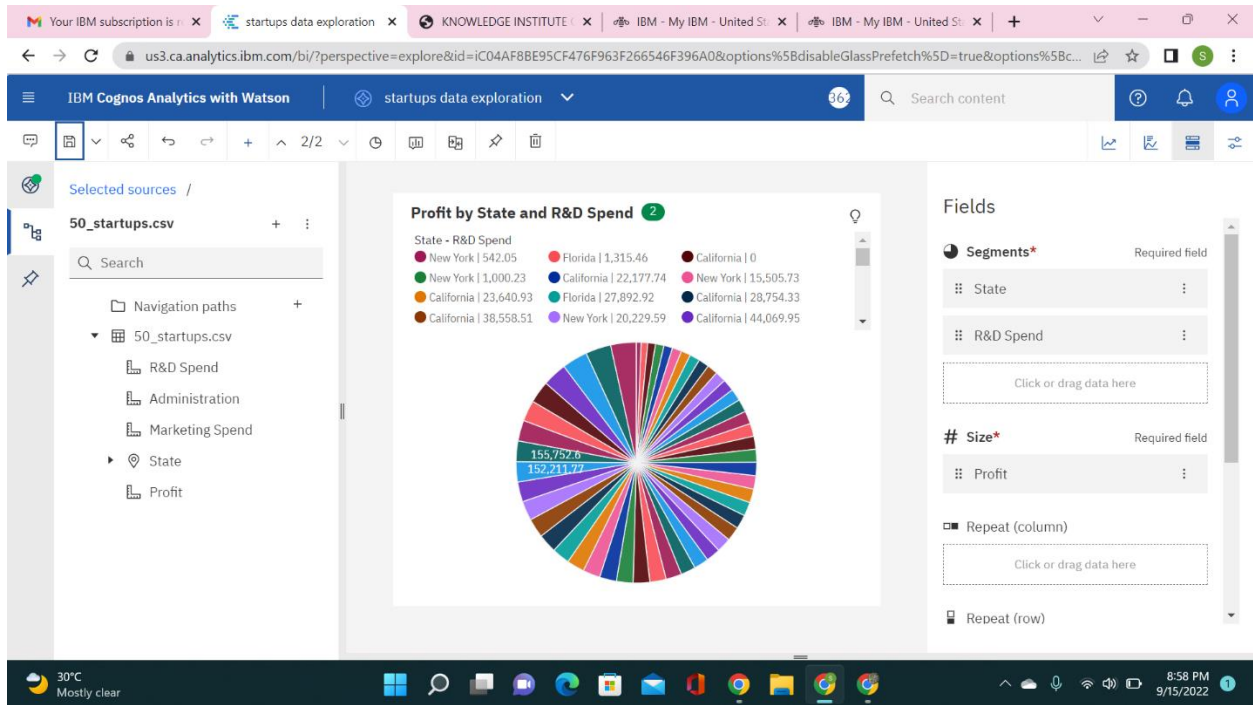 Your IBM subscription is r
startups data exploration
KNOWLEDGE INSTITUTE
IBM - My IBM - United St
IBM - My IBM - United St
us3.ca.analytics.ibm.com/bi/?perspective=explore&id=iC04AF8BE95CF476F963F266546F396A0&options%5BdisableGlassPrefetch%5D=true&options%5Bc...
S
IBM Cognos Analytics with Watson
startups data exploration
362
Search content
2/2
Selected sources /
50_startups.csv
Search
Navigation paths
50_startups.csv
R&D Spend
Administration
Marketing Spend
State
Profit
Profit by State and R&D Spend 2
State - R&D Spend
New York | 542.05 Florida | 1,315.46 California | 0
New York | 1,000.23 California | 22,177.74 New York | 15,505.73
California | 23,640.93 Florida | 27,892.92 California | 28,754.33
California | 38,558.51 New York | 20,229.59 California | 44,069.95
155,752.6
152,211.77
Fields
Segments* Required field
State
R&D Spend
Click or drag data here
# Size* Required field
Profit
Repeat (column)
Click or drag data here
Repeat (row)
30°C
Mostly clear
8:58 PM
9/15/2022
1